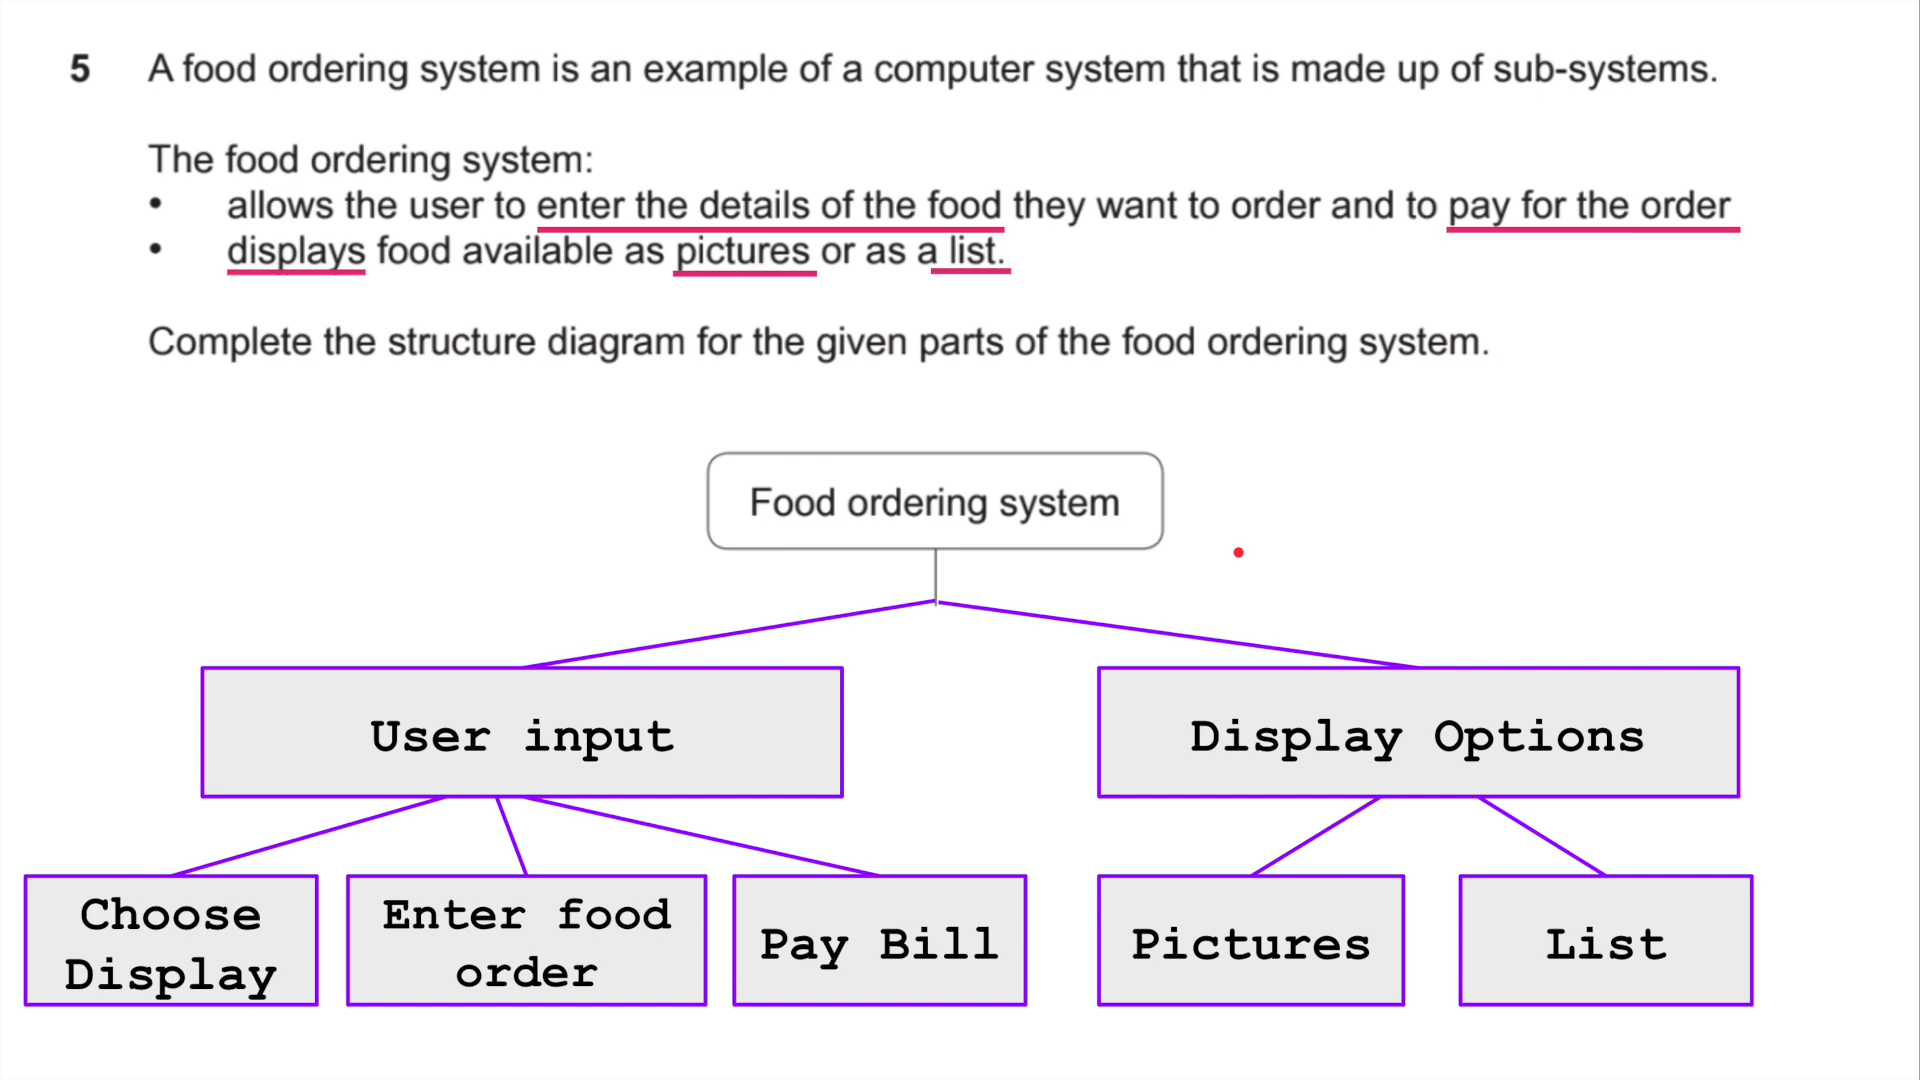 5 A food ordering system is an example of a computer system that is made up of sub-systems.
The food ordering system:
• allows the user to enter the details of the food they want to order and to pay for the order
• displays food available as pictures or as a list.
Complete the structure diagram for the given parts of the food ordering system.
Food ordering system
User input
Display Options
Choose
Display
Enter food
order
Pay Bill
Pictures
List